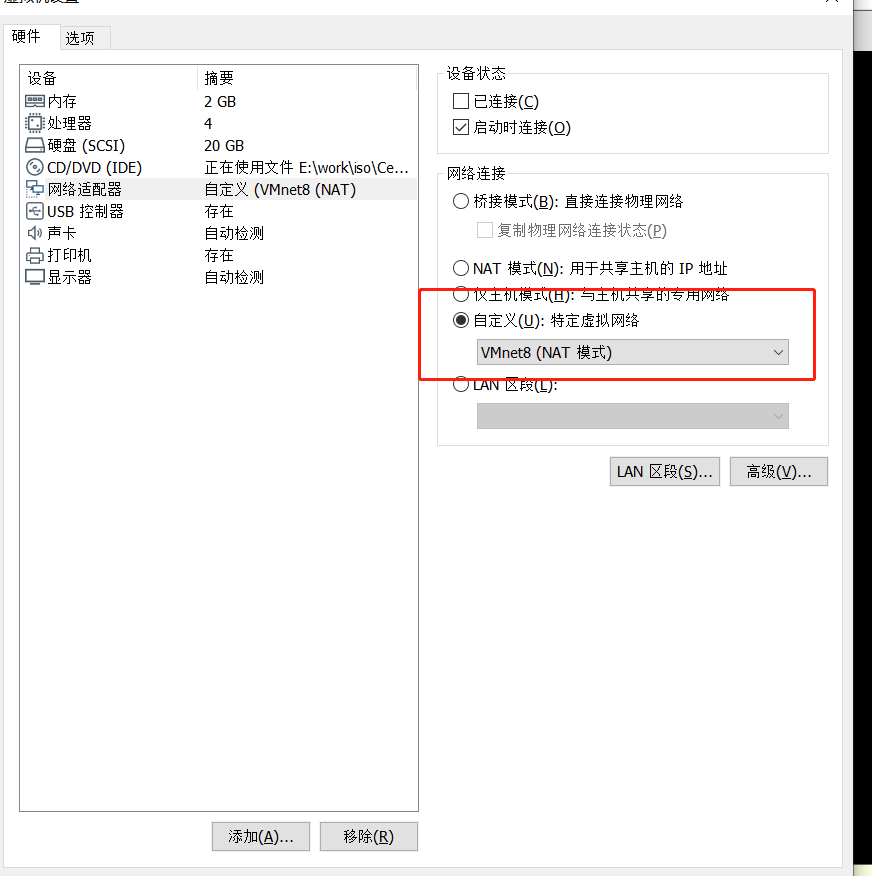 硬件 选项
设备 摘要
内存 2 GB
处理器 4
硬盘 (SCSI) 20 GB
CD/DVD (IDE) 正在使用文件 E:\work\iso\Ce...
网络适配器 自定义 (VMnet8 (NAT)
USB 控制器 存在
声卡 自动检测
打印机 存在
显示器 自动检测
设备状态
已连接(C)
启动时连接(O)
网络连接
桥接模式(B): 直接连接物理网络
复制物理网络连接状态(P)
NAT 模式(N): 用于共享主机的 IP 地址
仅主机模式(H): 与主机共享的专用网络
自定义(U): 特定虚拟网络
VMnet8 (NAT 模式)
LAN 区段(L):
LAN 区段(S)... 高级(V)...
添加(A)... 移除(R)